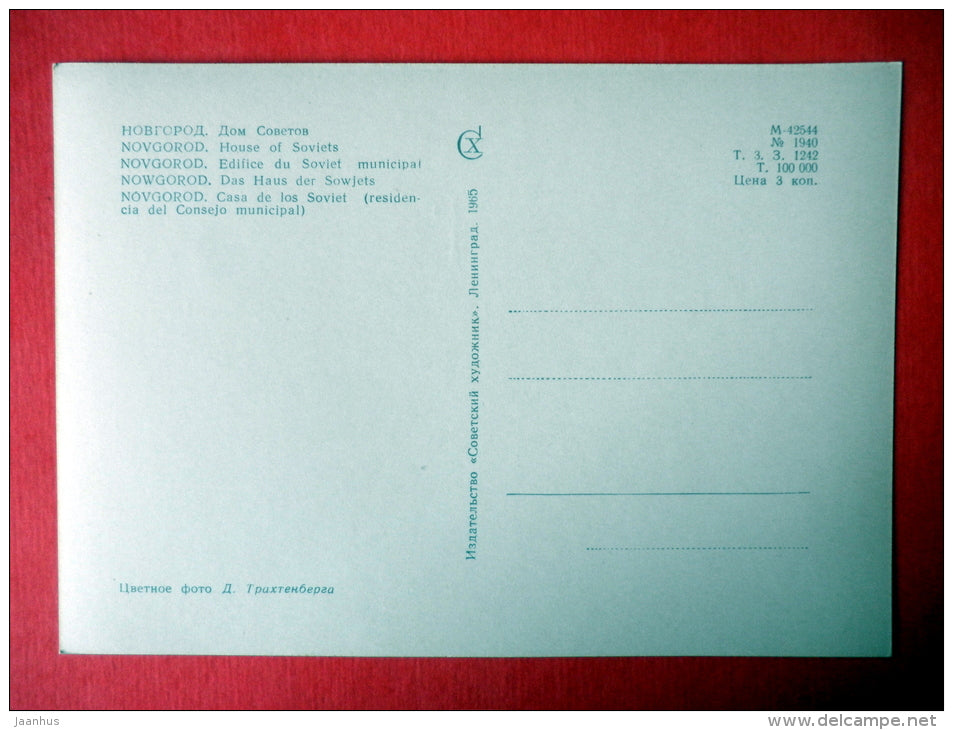 НОВГОРОД. Дом Советов
NOVGOROD. House of Soviets
NOVGOROD. Edifice du Soviet municipal
NOWGOROD. Das Haus der Sowjets
NOVGOROD. Casa de los Soviet (residen-
cia del Consejo municipal)
Цветное фото Д. Трахтенберга
СХ
Издательство «Советский художник». Ленинград. 1965
М-42544
№ 1940
Т. З. З. 1242
Т. 100 000
Цена 3 коп.
jaanhus
www.delcampe.net